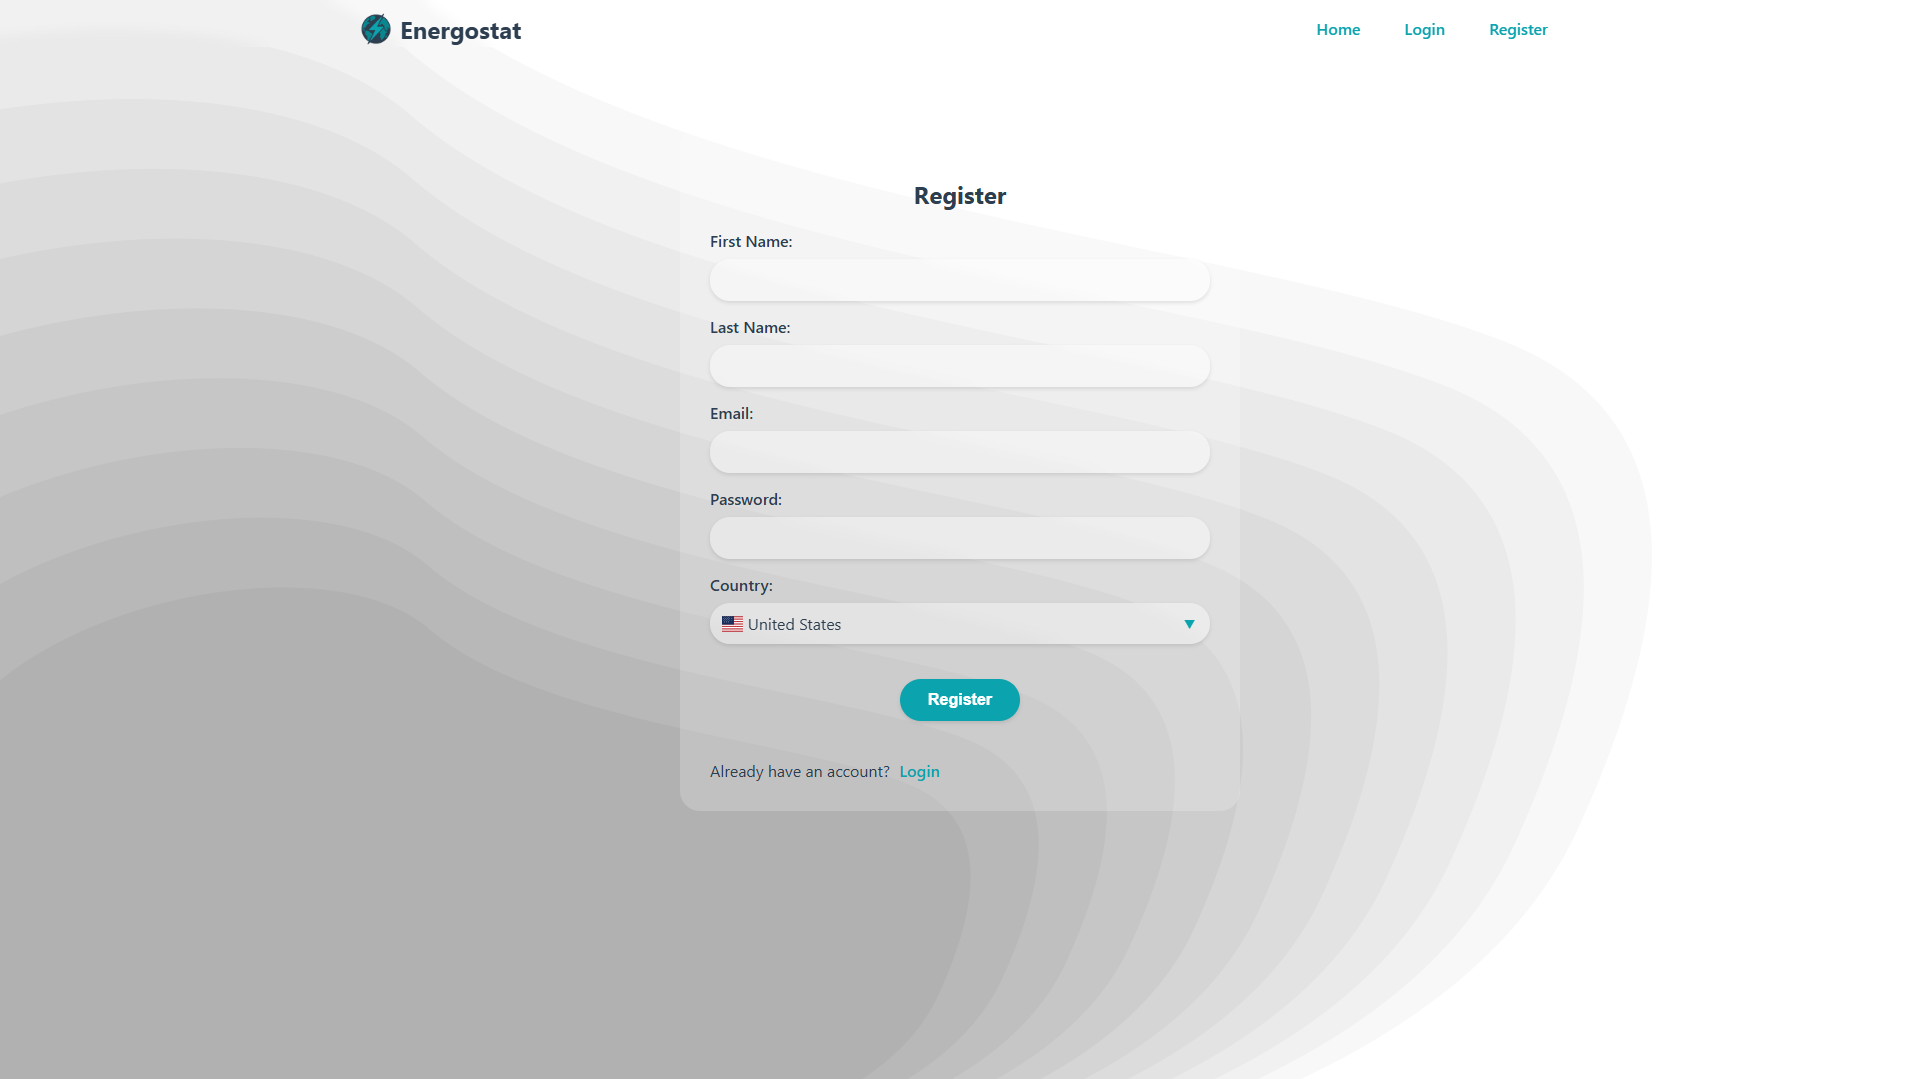 Energostat
Home
Login
Register
Register
First Name:
Last Name:
Email:
Password:
Country:
United States
Register
Already have an account? Login